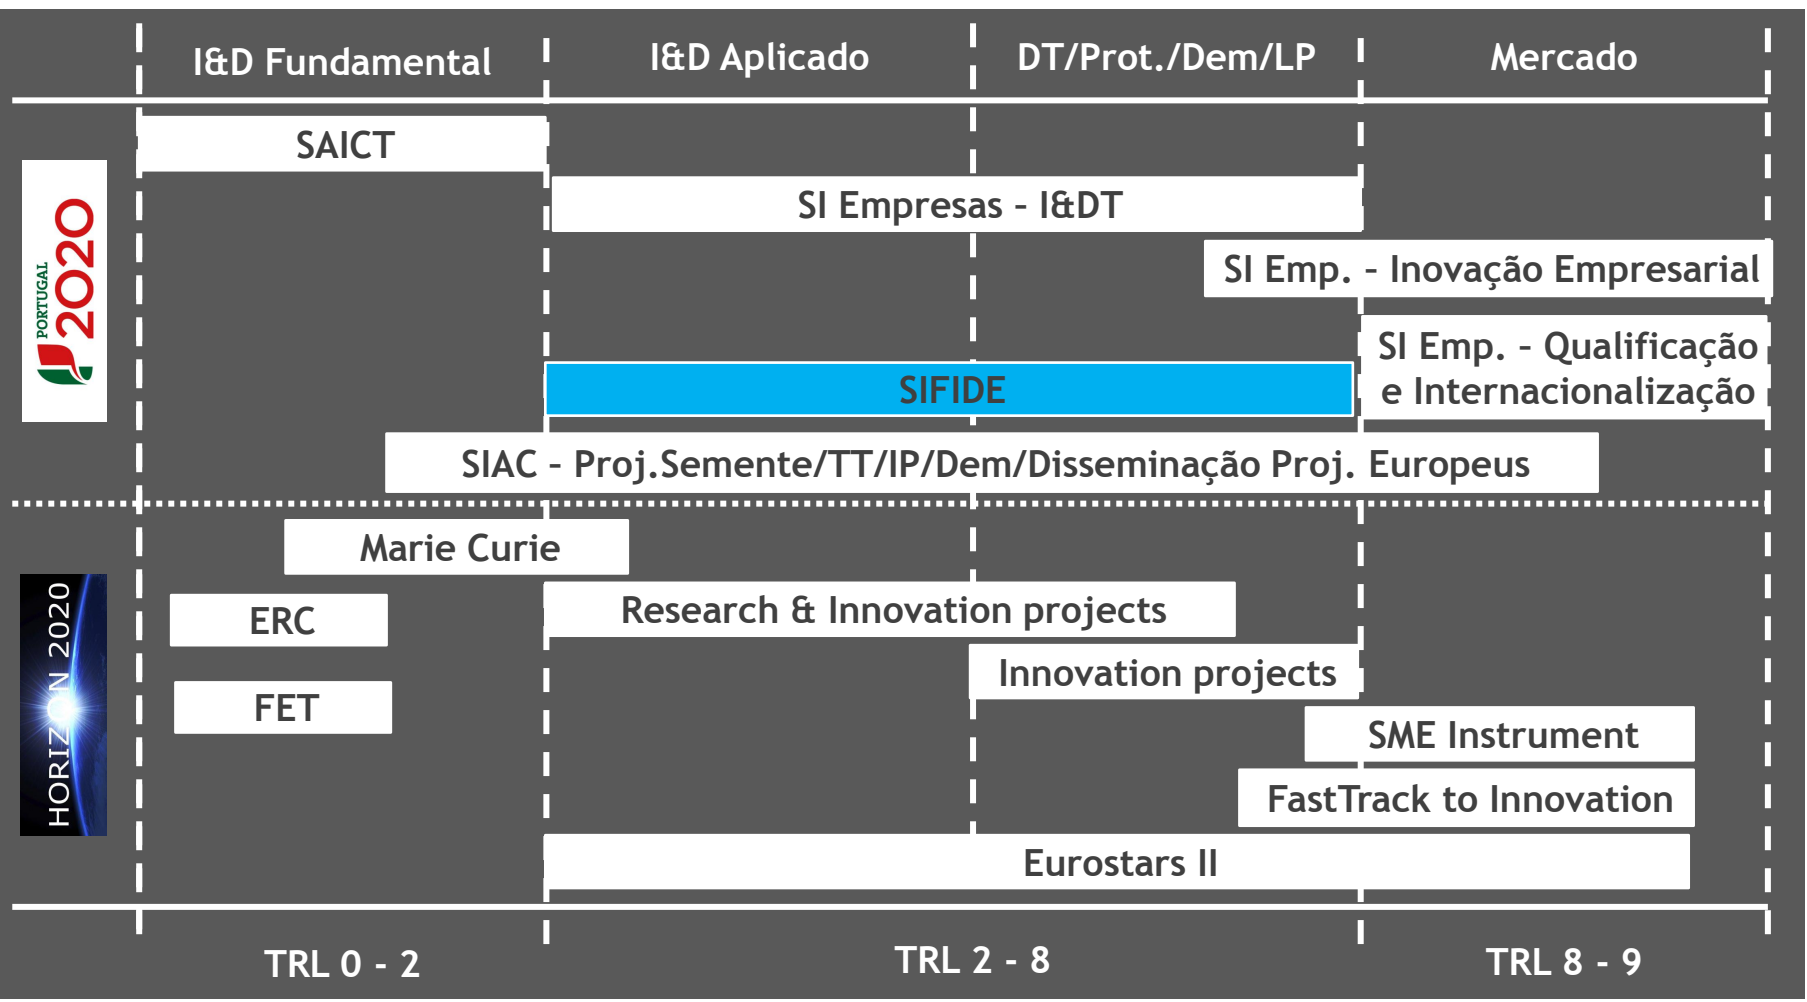 I&D Fundamental
I&D Aplicado
DT/Prot./Dem/LP
Mercado
SAICT
SI Empresas – I&DT
SI Emp. – Inovação Empresarial
SI Emp. – Qualificação
e Internacionalização
SIFIDE
SIAC – Proj.Semente/TT/IP/Dem/Disseminação Proj. Europeus
PORTUGAL
2020
Marie Curie
ERC
Research & Innovation projects
Innovation projects
FET
SME Instrument
FastTrack to Innovation
Eurostars II
HORIZON 2020
TRL 0 - 2
TRL 2 - 8
TRL 8 - 9